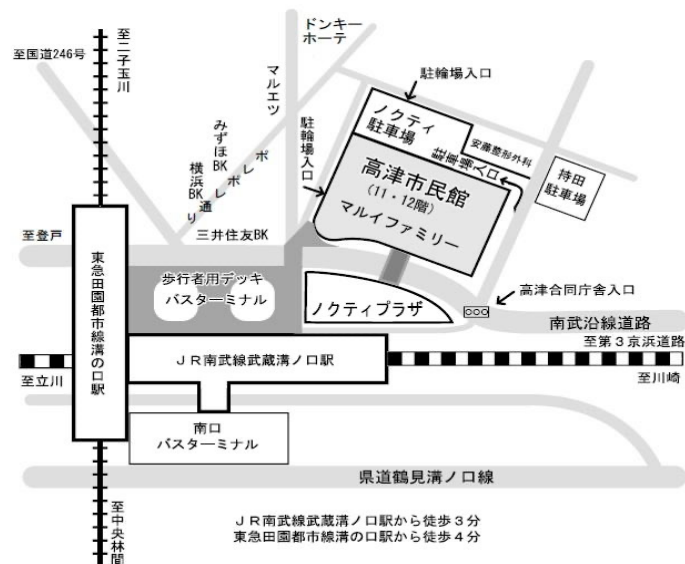 ドンキー
ホーテ
至国道246号
至二子玉川
マルエツ
みずほBK
横浜BK
ポレポレ通り
駐輪場入口
駐輪場入口
ノクティ
駐車場
安藤整形外科
駐車場入口
持田
駐車場
高津市民館
(11・12階)
マルイファミリー
至登戸
三井住友BK
歩行者用デッキ
バスターミナル
ノクティプラザ
高津合同庁舎入口
南武沿線道路
至第3京浜道路
東急田園都市線溝の口駅
JR南武線武蔵溝ノ口駅
至立川
至川崎
南口
バスターミナル
県道鶴見溝ノ口線
至中央林間
JR南武線武蔵溝ノ口駅から徒歩3分
東急田園都市線溝の口駅から徒歩4分